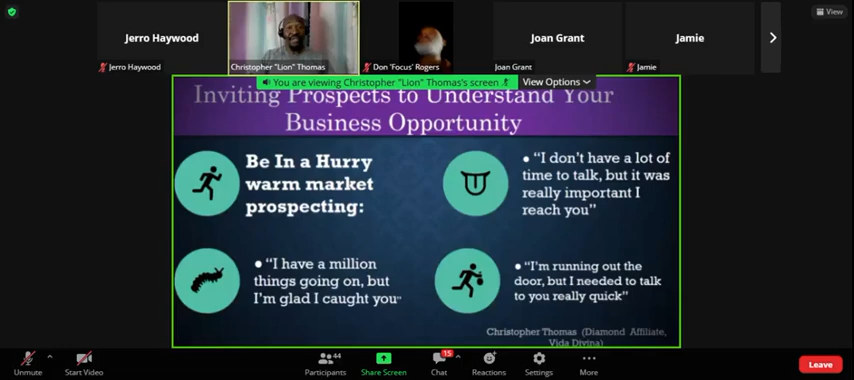 View
Jerro Haywood
Joan Grant
Jamie
Jerro Haywood
Christopher "Lion" Thomas
Don 'Focus' Rogers
Joan Grant
Jamie
You are viewing Christopher "Lion" Thomas's screen
View Options
Inviting Prospects to Understand Your
Business Opportunity
Be In a Hurry
warm market
prospecting:
• "I don't have a lot of
time to talk, but it was
really important I
reach you"
• "I have a million
things going on, but
I'm glad I caught you"
• "I'm running out the
door, but I needed to talk
to you really quick"
Christopher Thomas (Diamond Affiliate,
Vida Divina)
Unmute
Start Video
44
Participants
Share Screen
15
Chat
Reactions
Settings
More
Leave